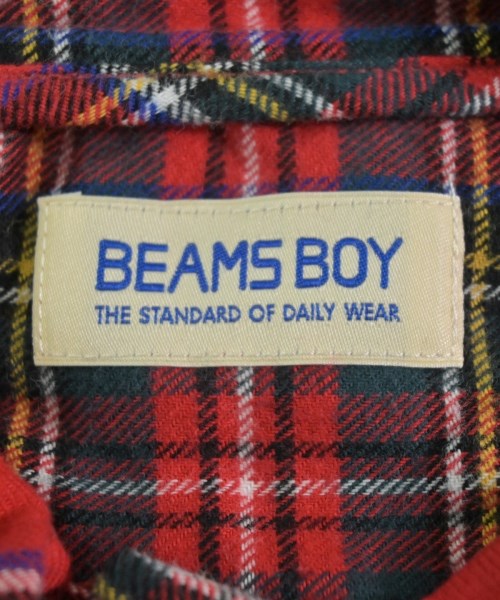 BEAMS BOY
THE STANDARD OF DAILY WEAR